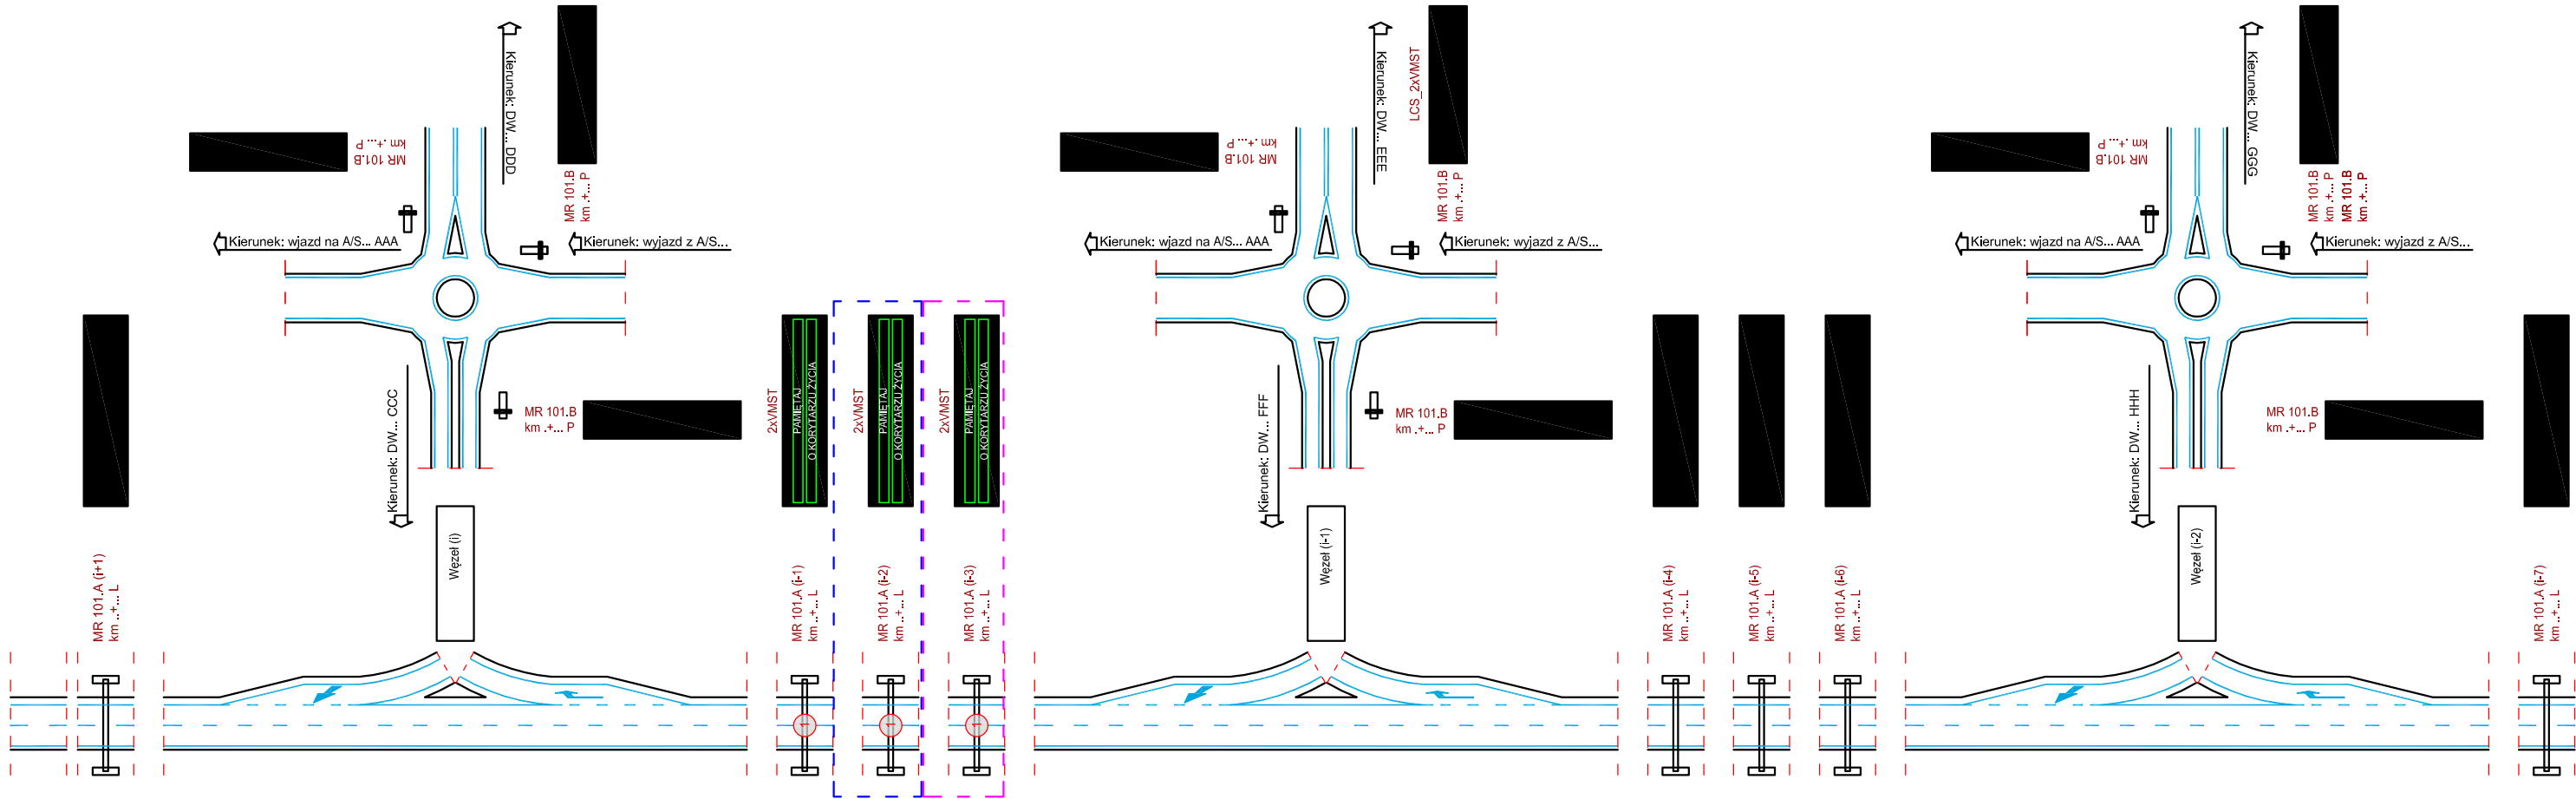 Kierunek: DW... DDD
MR 101.B
km .+... P
MR 101.B
km .+... P
Kierunek: wjazd na A/S... AAA
Kierunek: wyjazd z A/S...
Kierunek: DW... CCC
MR 101.B
km .+... P
Węzeł (i)
MR 101.A (i+1)
km ..+... L
2xVMST
PAMIĘTAJ
O KORYTARZU ŻYCIA
MR 101.A (i-1)
km ..+... L
1
2xVMST
PAMIĘTAJ
O KORYTARZU ŻYCIA
MR 101.A (i-2)
km ..+... L
1
2xVMST
PAMIĘTAJ
O KORYTARZU ŻYCIA
MR 101.A (i-3)
km ..+... L
1
Kierunek: DW... EEE
LCS_2xVMST
MR 101.B
km .+... P
MR 101.B
km .+... P
Kierunek: wjazd na A/S... AAA
Kierunek: wyjazd z A/S...
Kierunek: DW... FFF
MR 101.B
km .+... P
Węzeł (i-1)
MR 101.A (i-4)
km ..+... L
MR 101.A (i-5)
km ..+... L
MR 101.A (i-6)
km ..+... L
Kierunek: DW... GGG
MR 101.B
km .+... P
MR 101.B
km .+... P
MR 101.B
km .+... P
Kierunek: wjazd na A/S... AAA
Kierunek: wyjazd z A/S...
Kierunek: DW... HHH
MR 101.B
km .+... P
Węzeł (i-2)
MR 101.A (i-7)
km ..+... L